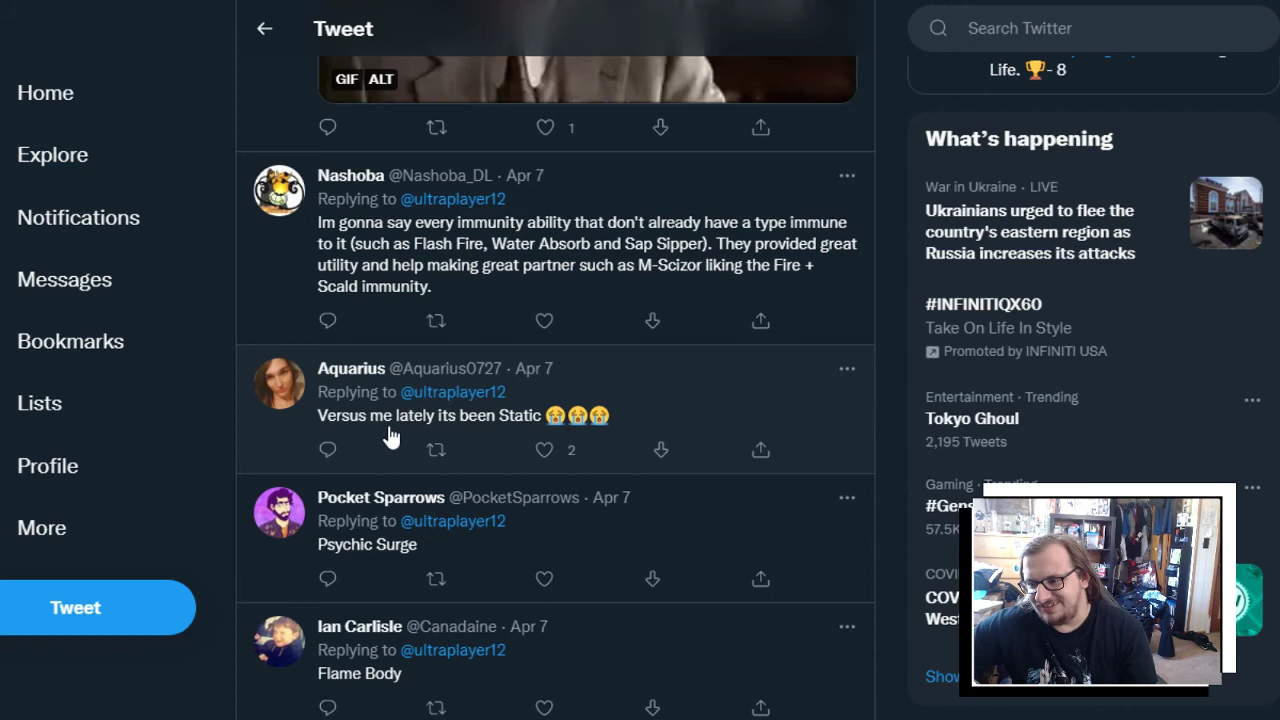 Tweet
Search Twitter
Home
Explore
Notifications
Messages
Bookmarks
Lists
Profile
More
Tweet
GIF ALT
1
Nashoba @Nashoba_DL · Apr 7
Replying to @ultraplayer12
Im gonna say every immunity ability that don't already have a type immune
to it (such as Flash Fire, Water Absorb and Sap Sipper). They provided great
utility and help making great partner such as M-Scizor liking the Fire +
Scald immunity.
Aquarius @Aquarius0727 · Apr 7
Replying to @ultraplayer12
Versus me lately its been Static 😭😭😭
2
Pocket Sparrows @PocketSparrows · Apr 7
Replying to @ultraplayer12
Psychic Surge
Ian Carlisle @Canadaine · Apr 7
Replying to @ultraplayer12
Flame Body
Life. 🏆- 8
What's happening
War in Ukraine · LIVE
Ukrainians urged to flee the
country's eastern region as
Russia increases its attacks
#INFINITIQX60
Take On Life In Style
Promoted by INFINITI USA
Entertainment · Trending
Tokyo Ghoul
2,195 Tweets
Gaming · Trending
#Gens
57.5K
COVI
COV
West
Show